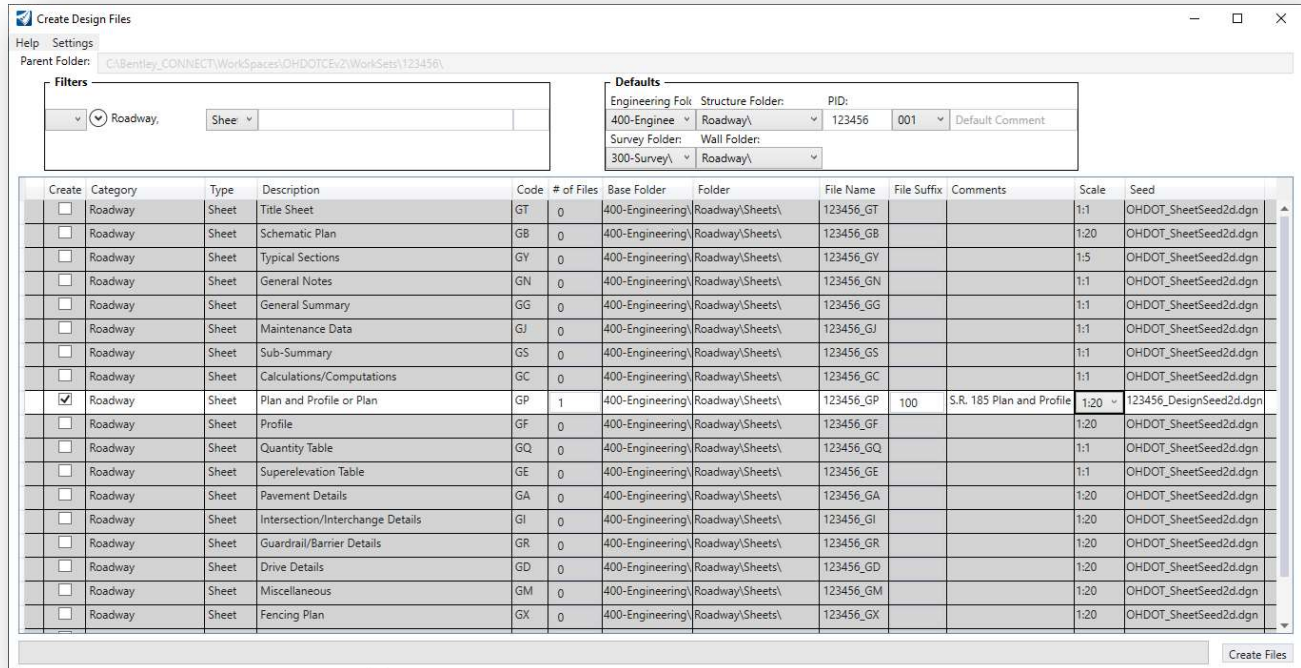 Create Design Files
Help Settings
Parent Folder: C:\Bentley_CONNECT\WorkSpaces\OHDOTCEv2\WorkSets\123456\
Filters
Roadway, Shee
Defaults
Engineering Fol Structure Folder: PID:
400-Enginee Roadway\ 123456 001 Default Comment
Survey Folder: Wall Folder:
300-Survey\ Roadway\
Create Category Type Description Code # of Files Base Folder Folder File Name File Suffix Comments Scale Seed
Roadway Sheet Title Sheet GT 0 400-Engineering\ Roadway\Sheets\ 123456_GT 1:1 OHDOT_SheetSeed2d.dgn
Roadway Sheet Schematic Plan GB 0 400-Engineering\ Roadway\Sheets\ 123456_GB 1:20 OHDOT_SheetSeed2d.dgn
Roadway Sheet Typical Sections GY 0 400-Engineering\ Roadway\Sheets\ 123456_GY 1:5 OHDOT_SheetSeed2d.dgn
Roadway Sheet General Notes GN 0 400-Engineering\ Roadway\Sheets\ 123456_GN 1:1 OHDOT_SheetSeed2d.dgn
Roadway Sheet General Summary GG 0 400-Engineering\ Roadway\Sheets\ 123456_GG 1:1 OHDOT_SheetSeed2d.dgn
Roadway Sheet Maintenance Data GJ 0 400-Engineering\ Roadway\Sheets\ 123456_GJ 1:1 OHDOT_SheetSeed2d.dgn
Roadway Sheet Sub-Summary GS 0 400-Engineering\ Roadway\Sheets\ 123456_GS 1:1 OHDOT_SheetSeed2d.dgn
Roadway Sheet Calculations/Computations GC 0 400-Engineering\ Roadway\Sheets\ 123456_GC 1:1 OHDOT_SheetSeed2d.dgn
Roadway Sheet Plan and Profile or Plan GP 1 400-Engineering\ Roadway\Sheets\ 123456_GP 100 S.R. 185 Plan and Profile 1:20 123456_DesignSeed2d.dgn
Roadway Sheet Profile GF 0 400-Engineering\ Roadway\Sheets\ 123456_GF 1:20 OHDOT_SheetSeed2d.dgn
Roadway Sheet Quantity Table GQ 0 400-Engineering\ Roadway\Sheets\ 123456_GQ 1:1 OHDOT_SheetSeed2d.dgn
Roadway Sheet Superelevation Table GE 0 400-Engineering\ Roadway\Sheets\ 123456_GE 1:1 OHDOT_SheetSeed2d.dgn
Roadway Sheet Pavement Details GA 0 400-Engineering\ Roadway\Sheets\ 123456_GA 1:20 OHDOT_SheetSeed2d.dgn
Roadway Sheet Intersection/Interchange Details GI 0 400-Engineering\ Roadway\Sheets\ 123456_GI 1:20 OHDOT_SheetSeed2d.dgn
Roadway Sheet Guardrail/Barrier Details GR 0 400-Engineering\ Roadway\Sheets\ 123456_GR 1:20 OHDOT_SheetSeed2d.dgn
Roadway Sheet Drive Details GD 0 400-Engineering\ Roadway\Sheets\ 123456_GD 1:20 OHDOT_SheetSeed2d.dgn
Roadway Sheet Miscellaneous GM 0 400-Engineering\ Roadway\Sheets\ 123456_GM 1:20 OHDOT_SheetSeed2d.dgn
Roadway Sheet Fencing Plan GX 0 400-Engineering\ Roadway\Sheets\ 123456_GX 1:20 OHDOT_SheetSeed2d.dgn
Create Files